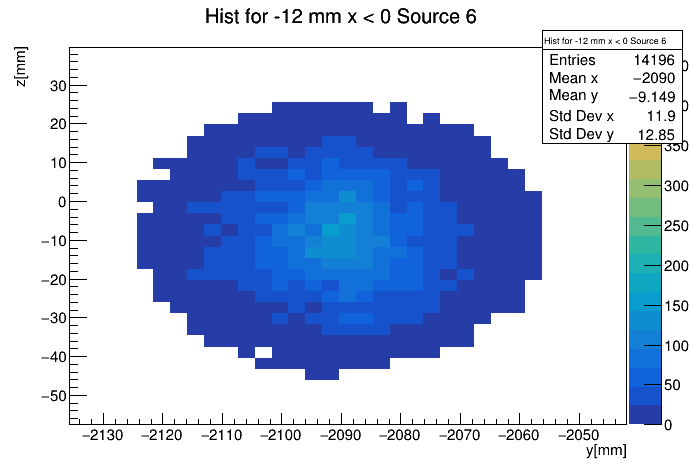 Hist for -12 mm x < 0 Source 6
z[mm]
Hist for -12 mm x < 0 Source 6
Entries 14196
Mean x −2090
Mean y −9.149
Std Dev x 11.9
Std Dev y 12.85
30
20
10
0
−10
−20
−30
−40
−50
350
300
250
200
150
100
50
0
−2130 −2120 −2110 −2100 −2090 −2080 −2070 −2060 −2050
y[mm]